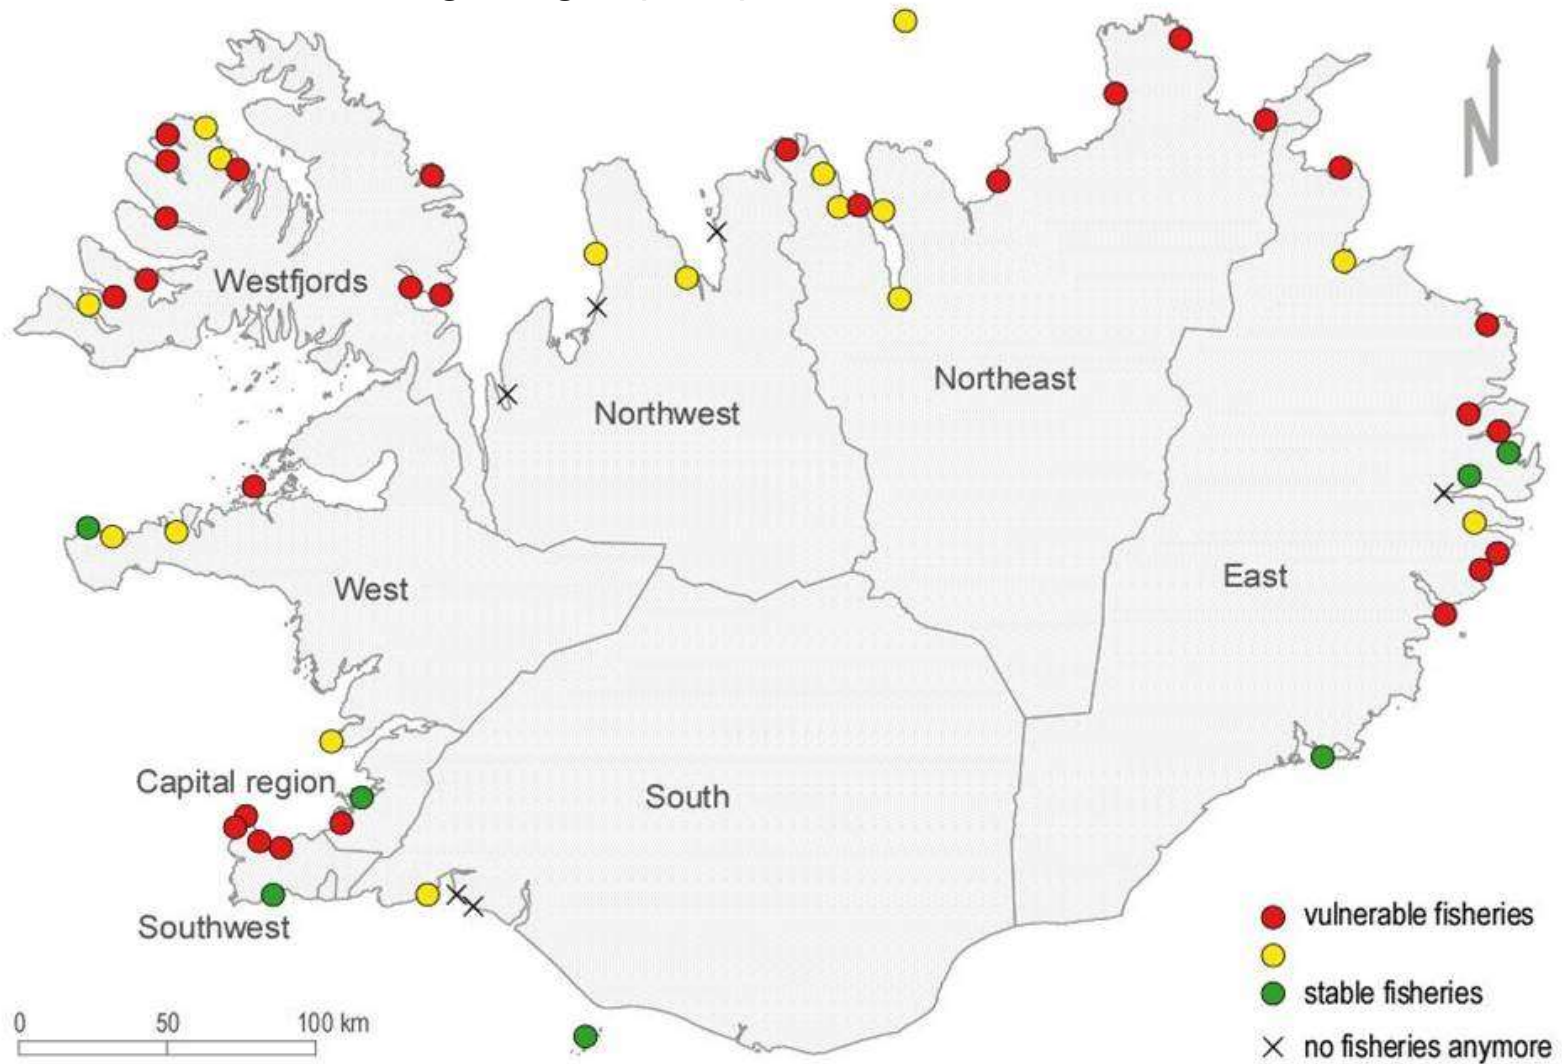 N
Westfjords
Northwest
Northeast
West
East
Capital region
South
Southwest
vulnerable fisheries
stable fisheries
no fisheries anymore
0 50 100 km